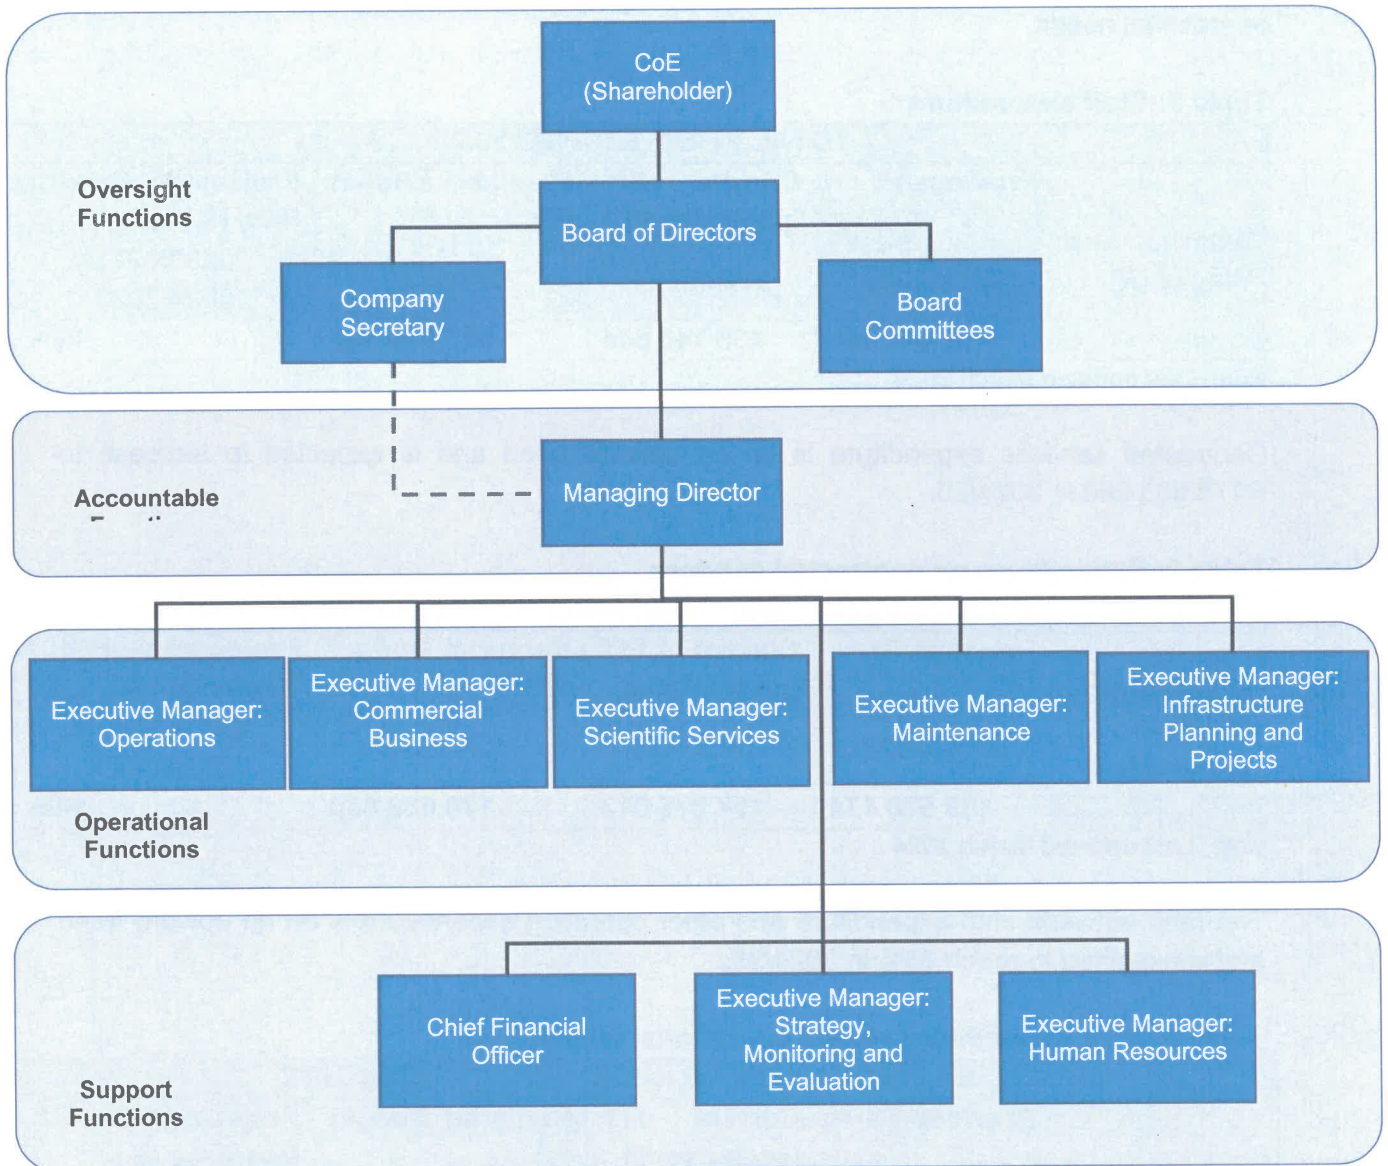 CoE
(Shareholder)
Oversight
Functions
Board of Directors
Company
Secretary
Board
Committees
Accountable
Managing Director
Executive Manager:
Operations
Executive Manager:
Commercial
Business
Executive Manager:
Scientific Services
Executive Manager:
Maintenance
Executive Manager:
Infrastructure
Planning and
Projects
Operational
Functions
Chief Financial
Officer
Executive Manager:
Strategy,
Monitoring and
Evaluation
Executive Manager:
Human Resources
Support
Functions